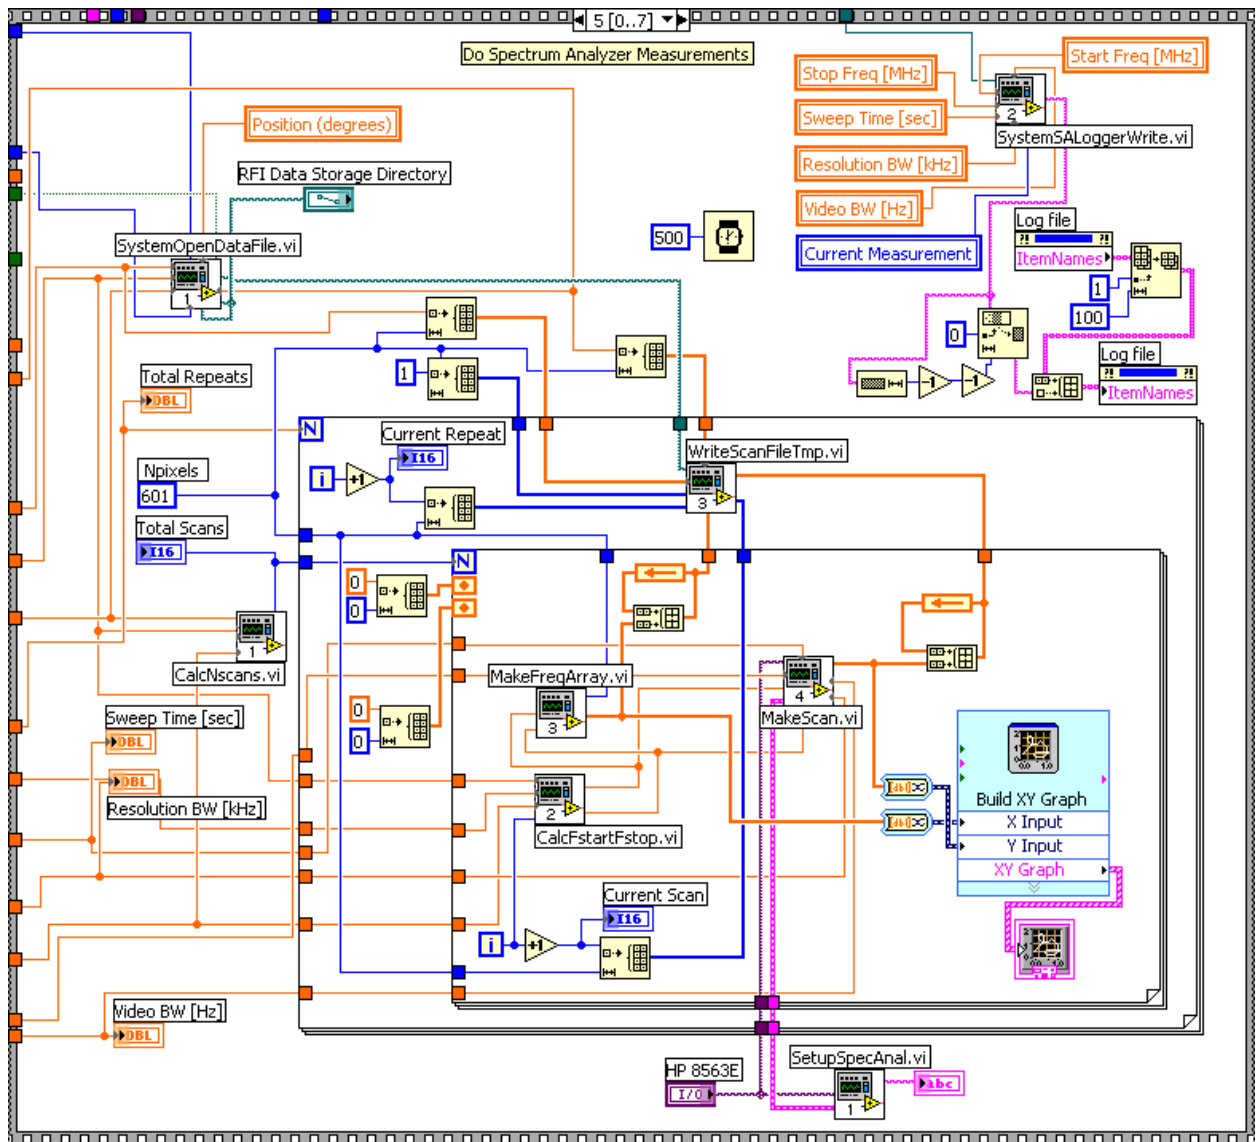 5 [0..7]
Do Spectrum Analyzer Measurements
Start Freq [MHz]
Stop Freq [MHz]
2
Sweep Time [sec]
SystemSALoggerWrite.vi
Position (degrees)
Resolution BW [kHz]
RFI Data Storage Directory
Video BW [Hz]
Log file
500
?!
?!
SystemOpenDataFile.vi
Current Measurement
ItemNames
1
1
100
0
Log file
1
?!
?!
-1
-1
ItemNames
Total Repeats
DBL
N
Current Repeat
I16
WriteScanFileTmp.vi
Npixels
i
+1
601
3
Total Scans
I16
N
0
0
1
CalcNscans.vi
MakeFreqArray.vi
4
MakeScan.vi
Sweep Time [sec]
0
3
DBL
0
DBL
Build XY Graph
Resolution BW [kHz]
2
X Input
CalcFstartFstop.vi
Y Input
XY Graph
Current Scan
I16
i
+1
Video BW [Hz]
DBL
SetupSpecAnal.vi
HP 8563E
I/O
abc
1